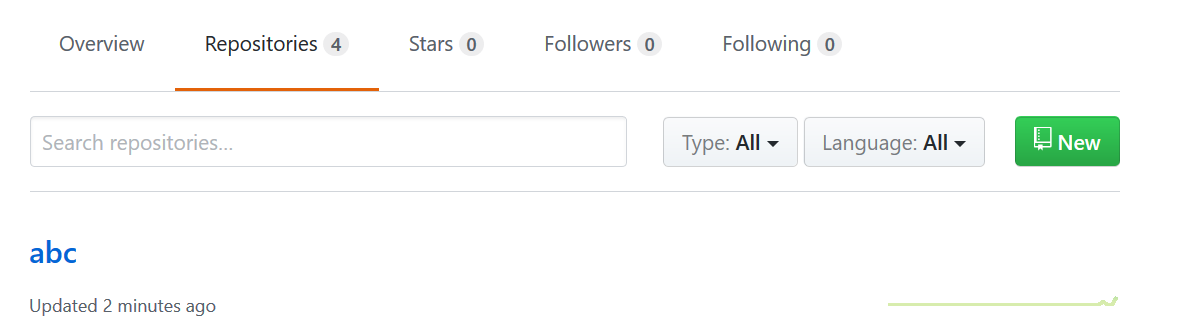 Overview Repositories 4 Stars 0 Followers 0 Following 0
Search repositories... Type: All Language: All New
abc
Updated 2 minutes ago